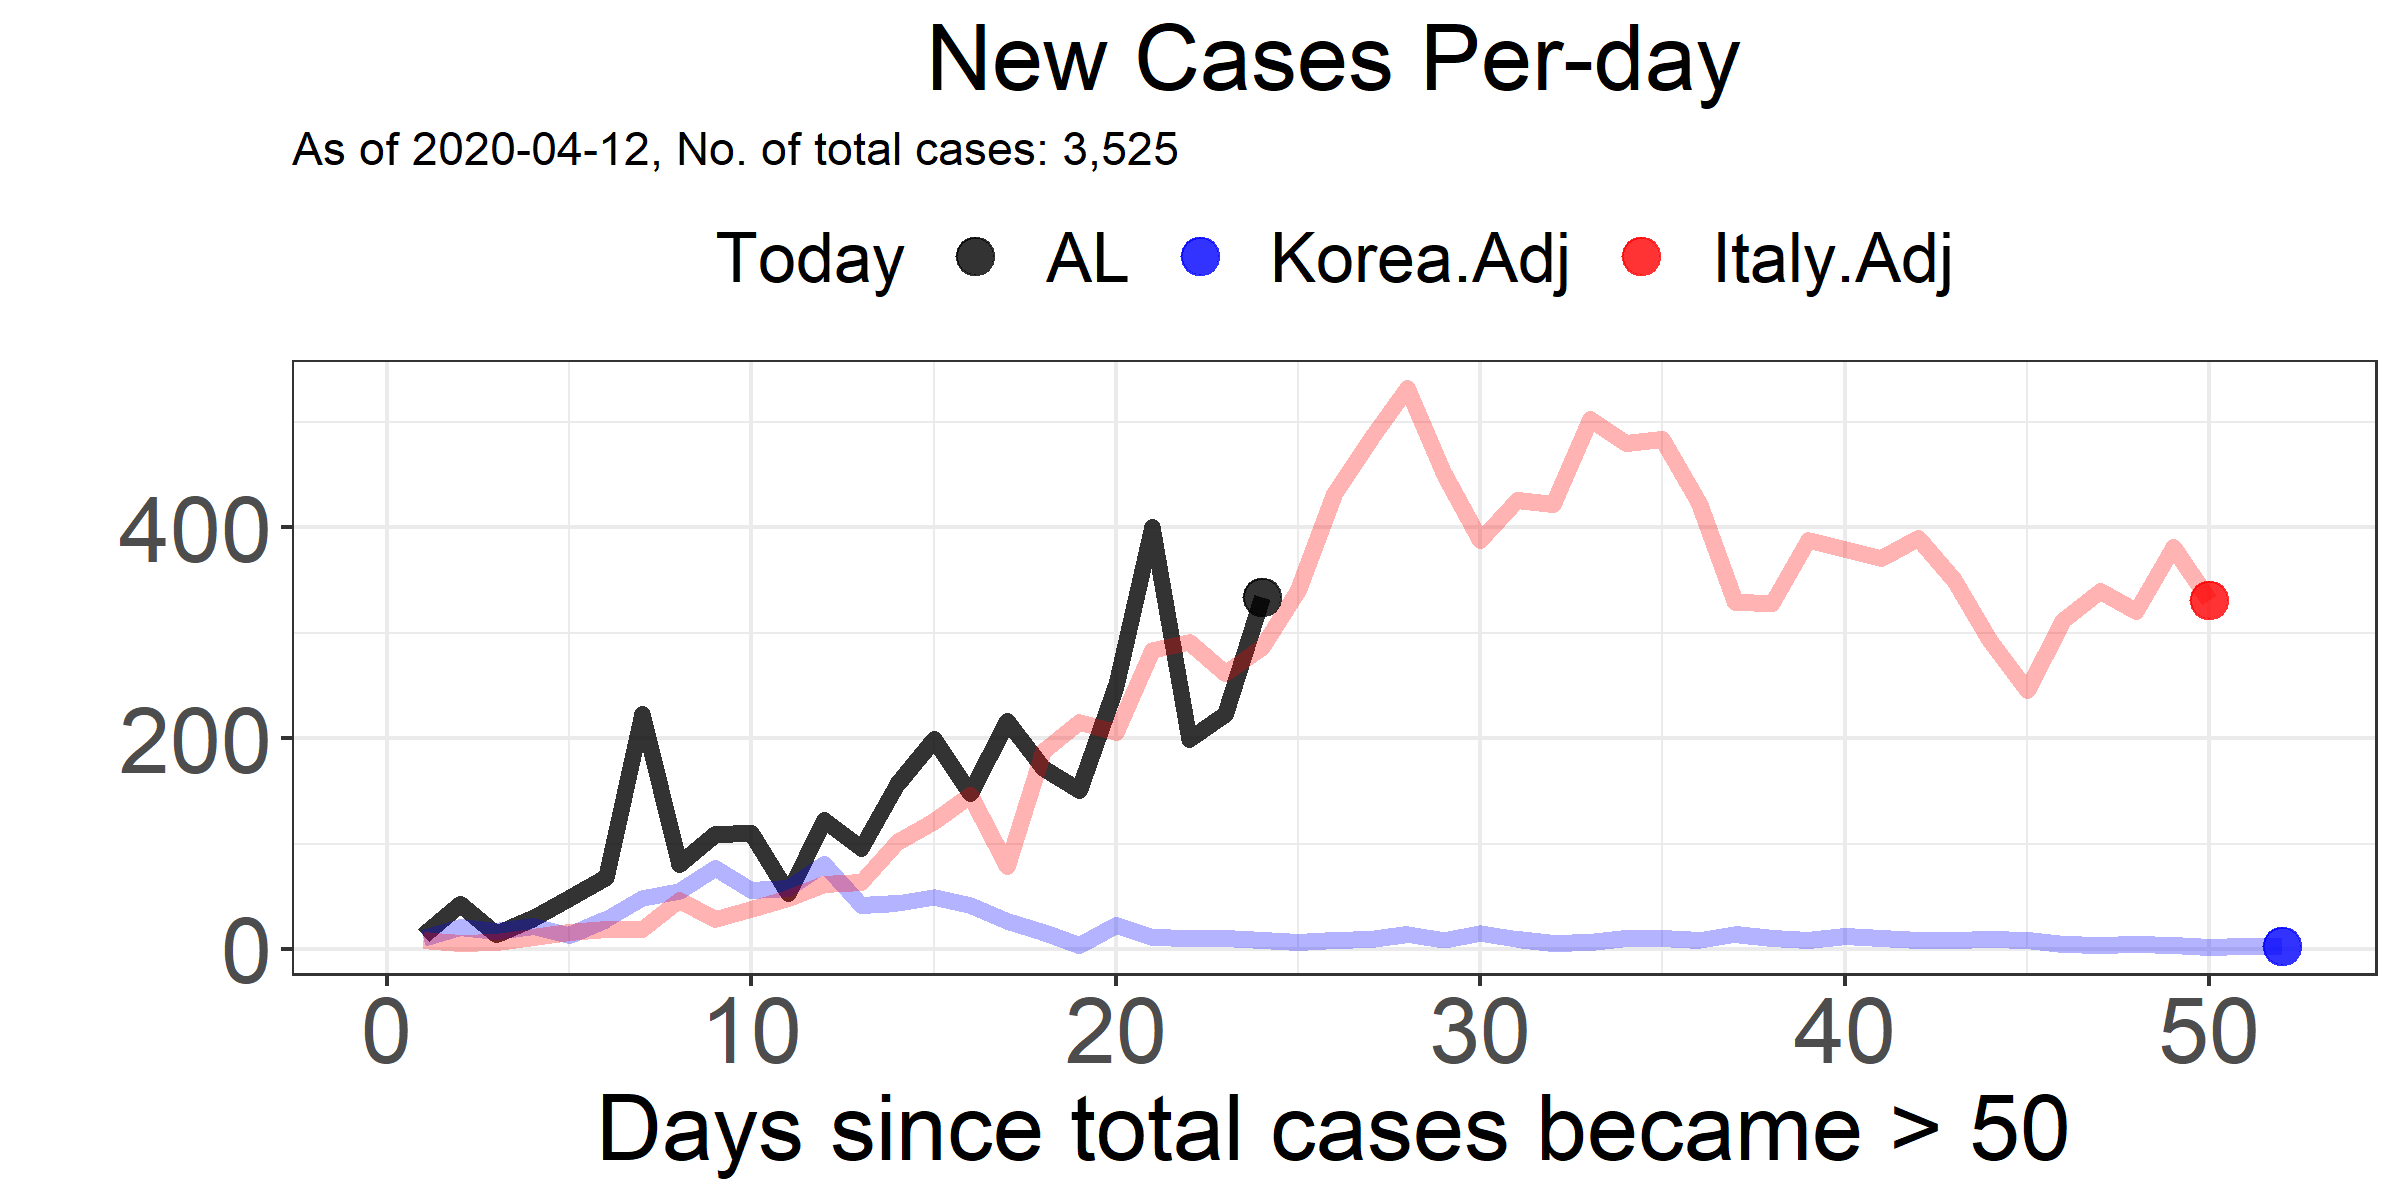 New Cases Per-day
As of 2020-04-12, No. of total cases: 3,525
Today AL Korea.Adj Italy.Adj
400
200
0
0 10 20 30 40 50
Days since total cases became > 50